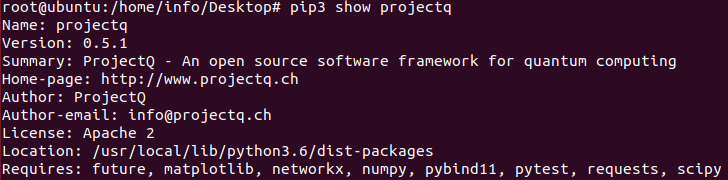 root@ubuntu:/home/info/Desktop# pip3 show projectq
Name: projectq
Version: 0.5.1
Summary: ProjectQ - An open source software framework for quantum computing
Home-page: http://www.projectq.ch
Author: ProjectQ
Author-email: info@projectq.ch
License: Apache 2
Location: /usr/local/lib/python3.6/dist-packages
Requires: future, matplotlib, networkx, numpy, pybind11, pytest, requests, scipy